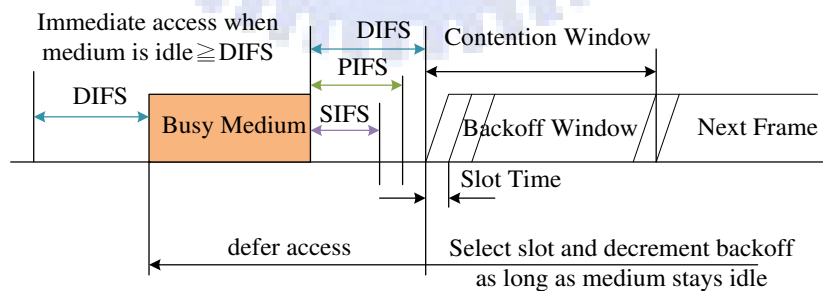 Immediate access when
medium is idle≧DIFS
DIFS
Contention Window
PIFS
DIFS
SIFS
Busy Medium
Backoff Window
Next Frame
Slot Time
defer access
Select slot and decrement backoff
as long as medium stays idle